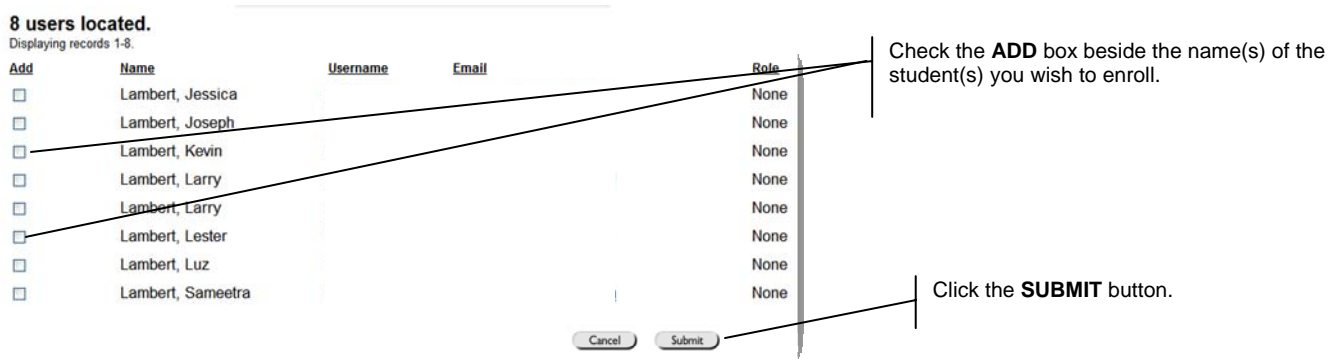 8 users located.
Displaying records 1-8.
Add Name Username Email Role
Lambert, Jessica None
Lambert, Joseph None
Lambert, Kevin None
Lambert, Larry None
Lambert, Larry None
Lambert, Lester None
Lambert, Luz None
Lambert, Sameetra None
Cancel Submit
Check the ADD box beside the name(s) of the
student(s) you wish to enroll.
Click the SUBMIT button.